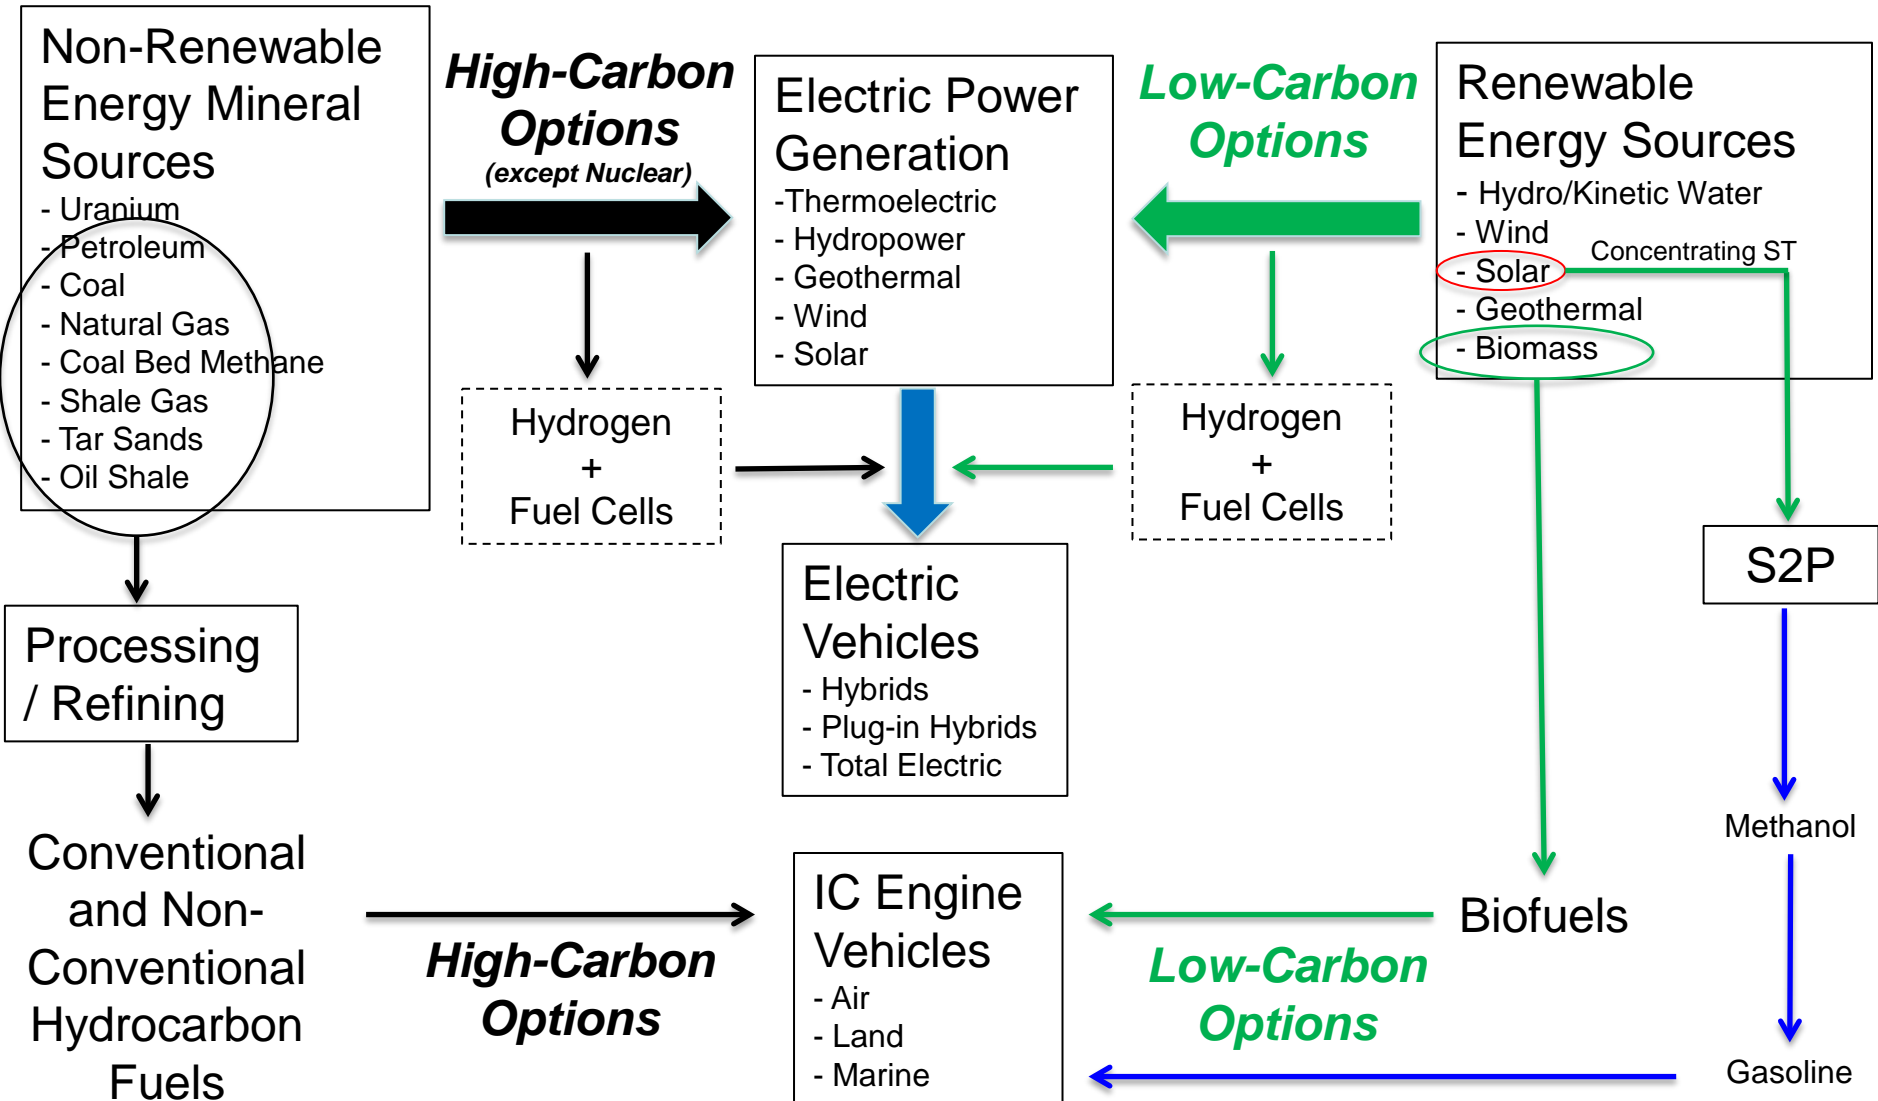 Non-Renewable
Energy Mineral
Sources
- Uranium
- Petroleum
- Coal
- Natural Gas
- Coal Bed Methane
- Shale Gas
- Tar Sands
- Oil Shale
High-Carbon
Options
(except Nuclear)
Electric Power
Generation
-Thermoelectric
- Hydropower
- Geothermal
- Wind
- Solar
Low-Carbon
Options
Renewable
Energy Sources
- Hydro/Kinetic Water
- Wind
- Solar
- Geothermal
- Biomass
Concentrating ST
Hydrogen
+
Fuel Cells
Hydrogen
+
Fuel Cells
S2P
Processing
/ Refining
Electric
Vehicles
- Hybrids
- Plug-in Hybrids
- Total Electric
Methanol
Conventional
and Non-
Conventional
Hydrocarbon
Fuels
High-Carbon
Options
IC Engine
Vehicles
- Air
- Land
- Marine
Low-Carbon
Options
Biofuels
Gasoline